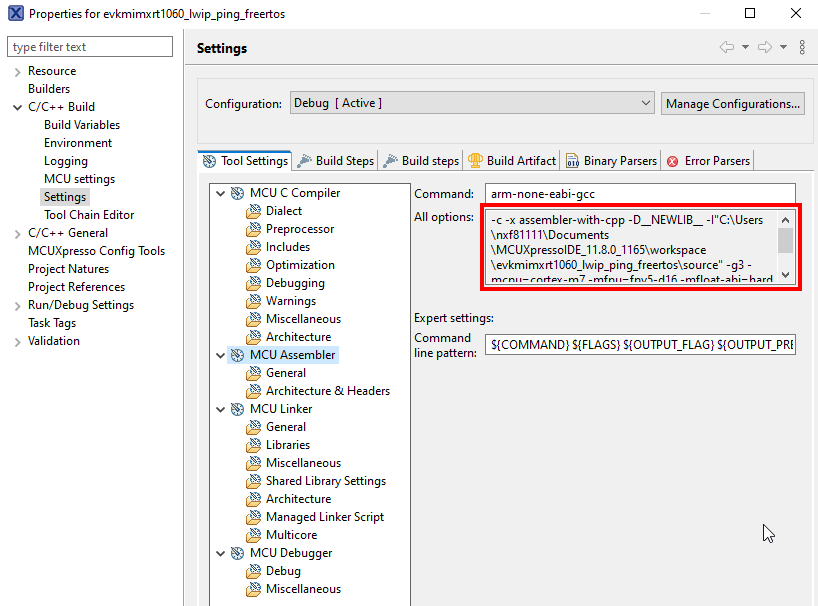 Properties for evkmimxrt1060_lwip_ping_freertos
type filter text
Resource
Builders
C/C++ Build
Build Variables
Environment
Logging
MCU settings
Settings
Tool Chain Editor
C/C++ General
MCUXpresso Config Tools
Project Natures
Project References
Run/Debug Settings
Task Tags
Validation
Settings
Configuration:
Debug [ Active ]
Manage Configurations...
Tool Settings
Build Steps
Build steps
Build Artifact
Binary Parsers
Error Parsers
MCU C Compiler
Dialect
Preprocessor
Includes
Optimization
Debugging
Warnings
Miscellaneous
Architecture
MCU Assembler
General
Architecture & Headers
MCU Linker
General
Libraries
Miscellaneous
Shared Library Settings
Architecture
Managed Linker Script
Multicore
MCU Debugger
Debug
Miscellaneous
Command:
arm-none-eabi-gcc
All options:
-c -x assembler-with-cpp -D__NEWLIB__ -I"C:\Users
\nxf81111\Documents
\MCUXpressoIDE_11.8.0_1165\workspace
\evkmimxrt1060_lwip_ping_freertos\source" -g3 -
mcpu=cortex-m7 -mfpu=fpv5-d16 -mfloat-abi=hard
Expert settings:
Command
line pattern:
${COMMAND} ${FLAGS} ${OUTPUT_FLAG} ${OUTPUT_PRE